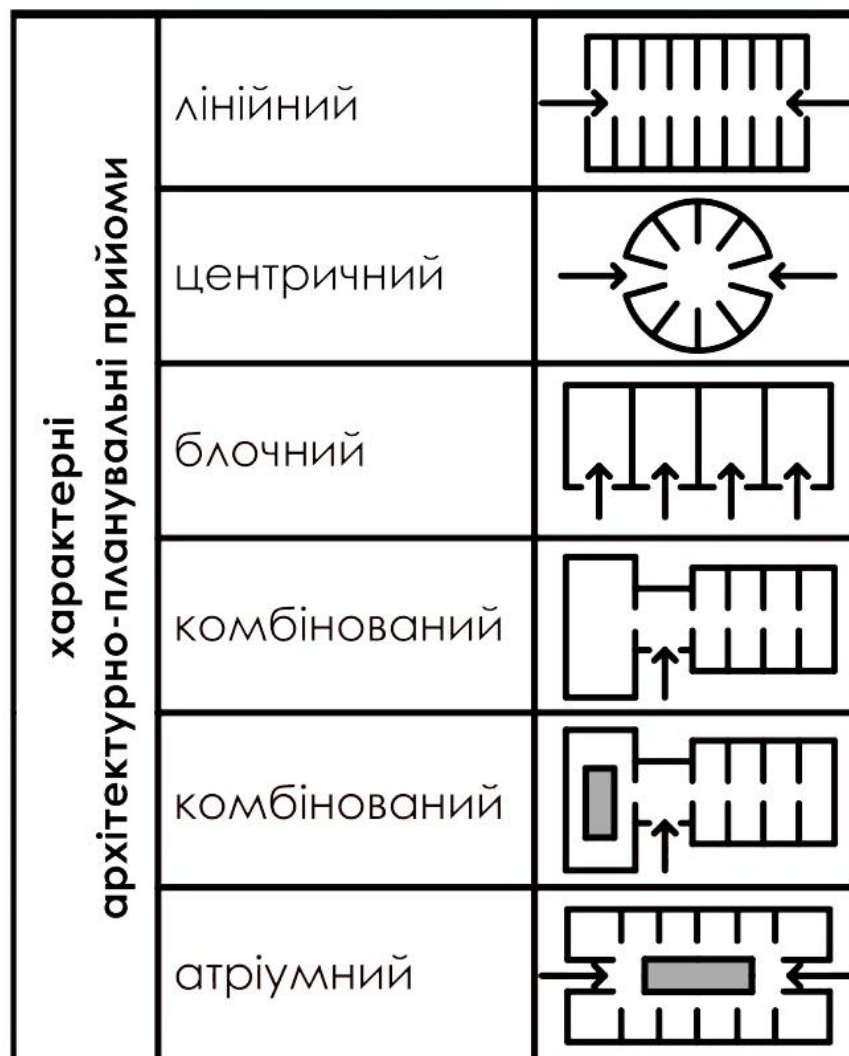 характерні
архітектурно-планувальні прийоми
лінійний
центричний
блочний
комбінований
комбінований
атріумний